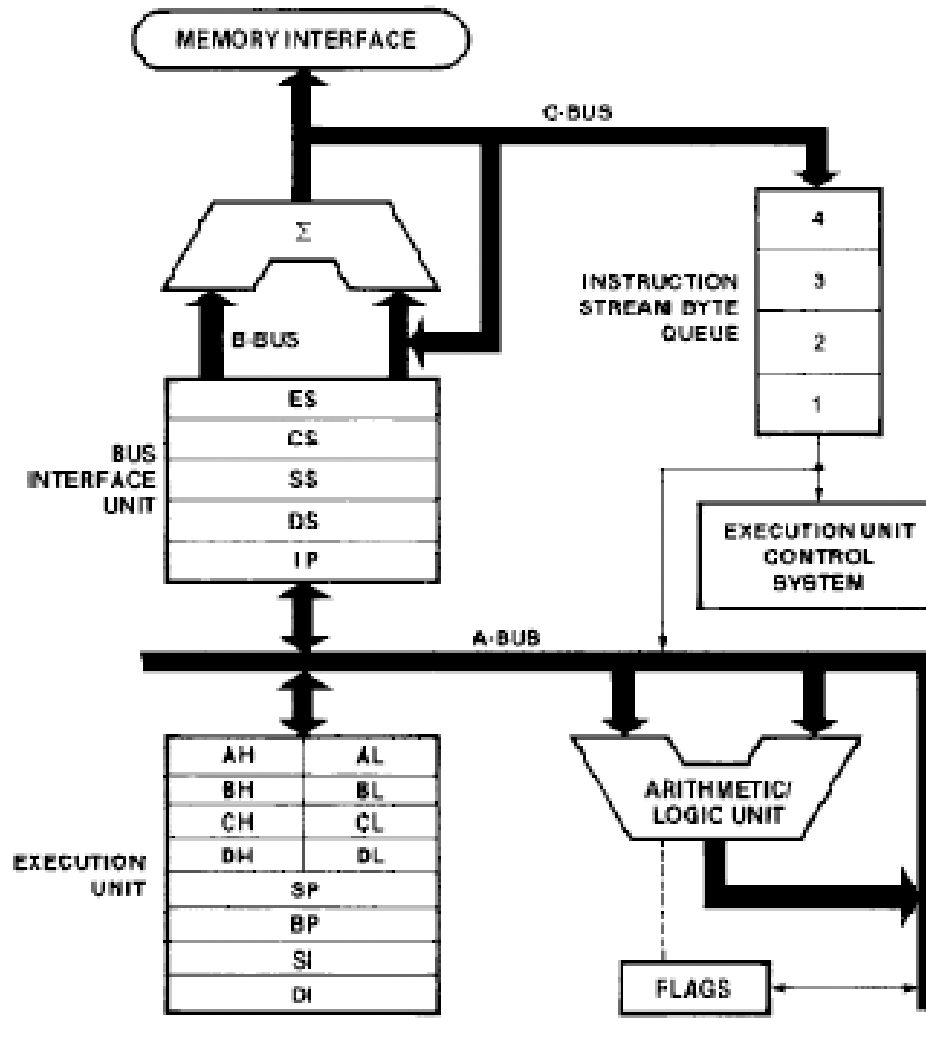 MEMORY INTERFACE
C-BUS
Σ
4
3
2
1
INSTRUCTION
STREAM BYTE
QUEUE
B-BUS
ES
CS
SS
DS
IP
BUS
INTERFACE
UNIT
EXECUTION UNIT
CONTROL
SYSTEM
A-BUS
AH AL
BH BL
CH CL
DH DL
SP
BP
SI
DI
EXECUTION
UNIT
ARITHMETIC/
LOGIC UNIT
FLAGS